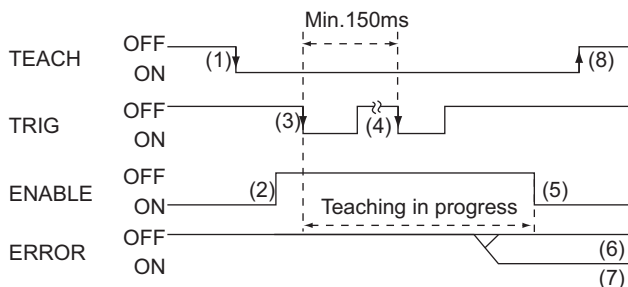 Min.150ms
TEACH OFF (1) (8)
ON
TRIG OFF (3) (4)
ON
ENABLE OFF (2) (5)
ON Teaching in progress
ERROR OFF (6)
ON (7)